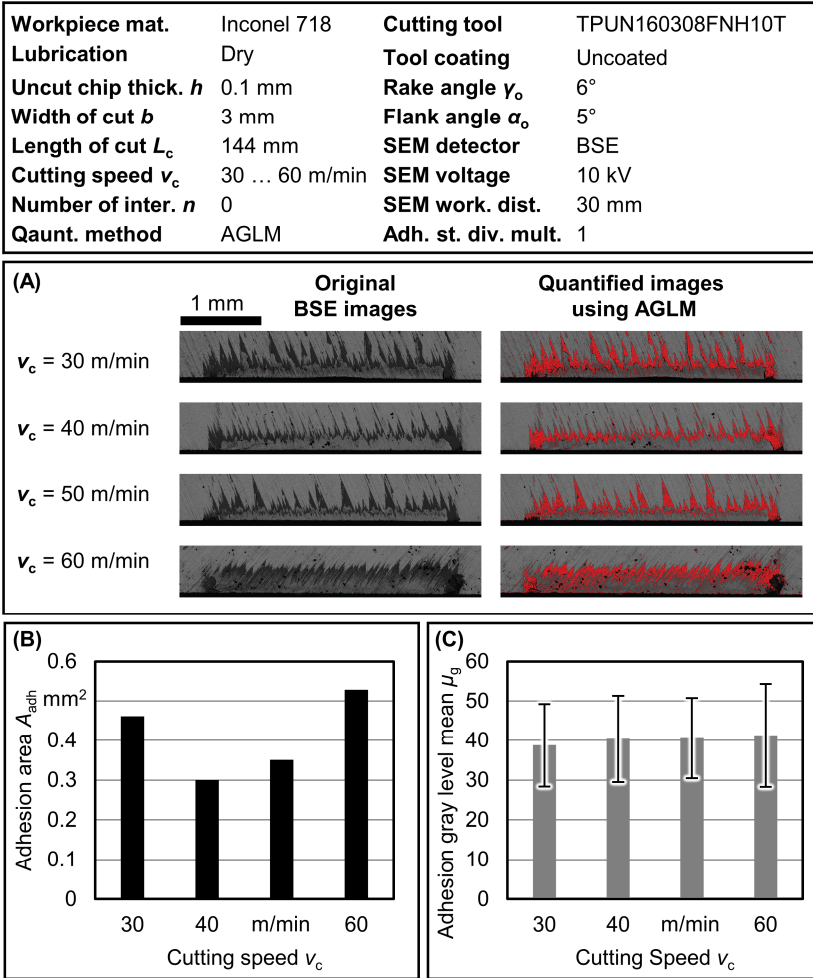 Workpiece mat. Inconel 718 Cutting tool TPUN160308FNH10T
Lubrication Dry Tool coating Uncoated
Uncut chip thick. h 0.1 mm Rake angle γo 6°
Width of cut b 3 mm Flank angle αo 5°
Length of cut Lc 144 mm SEM detector BSE
Cutting speed vc 30 … 60 m/min SEM voltage 10 kV
Number of inter. n 0 SEM work. dist. 30 mm
Qaunt. method AGLM Adh. st. div. mult. 1
(A)
1 mm
Original
BSE images
Quantified images
using AGLM
vc = 30 m/min
vc = 40 m/min
vc = 50 m/min
vc = 60 m/min
(B)
Adhesion area Aadh
0.6
mm²
0.4
0.3
0.2
0.1
0
30 40 m/min 60
Cutting speed vc
(C)
Adhesion gray level mean μg
60
50
40
30
20
10
0
30 40 m/min 60
Cutting Speed vc